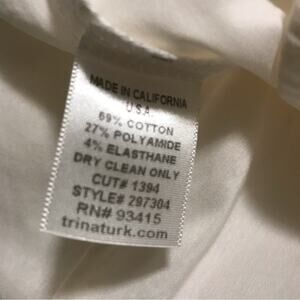 MADE IN CALIFORNIA
U.S.A.
69% COTTON
27% POLYAMIDE
4% ELASTHANE
DRY CLEAN ONLY
CUT# 1394
STYLE# 297304
RN# 93415
trinaturk.com